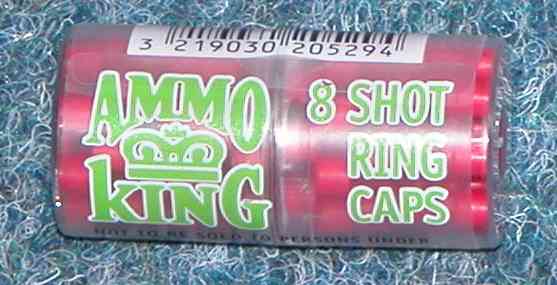 3 219030 205294
AMMO
KING
8 SHOT
RING
CAPS
NOT TO BE SOLD TO PERSONS UNDER